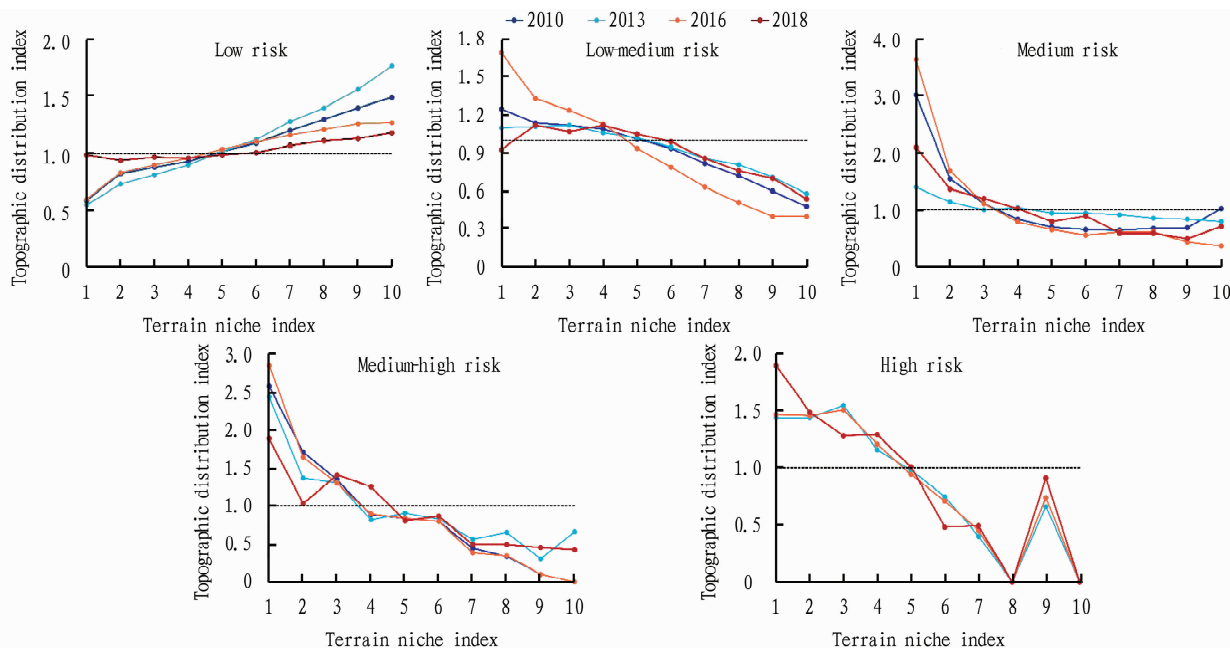 2010 2013 2016 2018
Topographic distribution index
2.0
1.5
1.0
0.5
0
Low risk
1 2 3 4 5 6 7 8 9 10
Terrain niche index
Topographic distribution index
1.8
1.5
1.2
0.9
0.6
0.3
0
Low-medium risk
1 2 3 4 5 6 7 8 9 10
Terrain niche index
Topographic distribution index
4.0
3.0
2.0
1.0
0
Medium risk
1 2 3 4 5 6 7 8 9 10
Terrain niche index
Topographic distribution index
3.0
2.5
2.0
1.5
1.0
0.5
0
Medium-high risk
1 2 3 4 5 6 7 8 9 10
Terrain niche index
Topographic distribution index
2.0
1.5
1.0
0.5
0
High risk
1 2 3 4 5 6 7 8 9 10
Terrain niche index